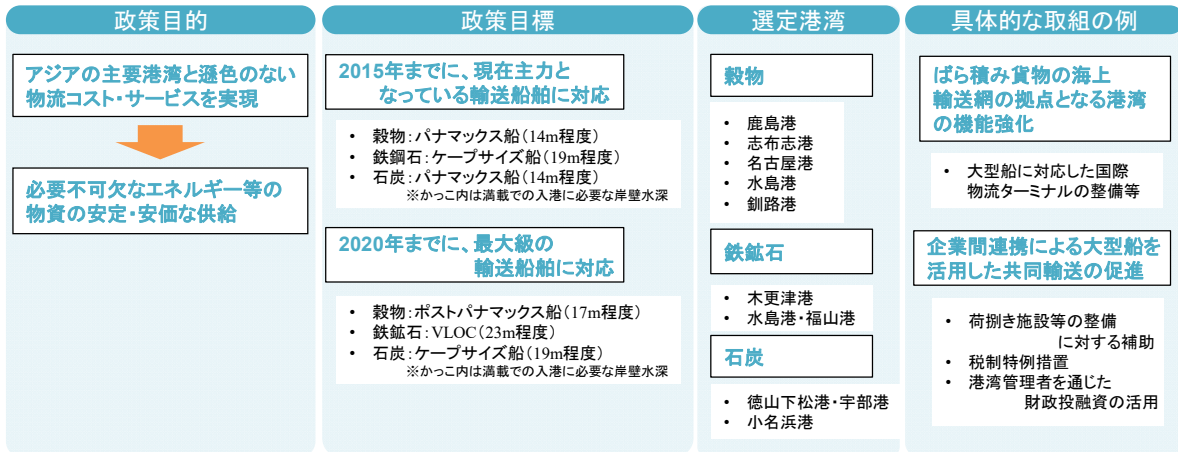 政策目的
アジアの主要港湾と遜色のない
物流コスト・サービスを実現
必要不可欠なエネルギー等の
物資の安定・安価な供給
政策目標
2015年までに、現在主力と
なっている輸送船舶に対応
• 穀物：パナマックス船（14m程度）
• 鉄鋼石：ケープサイズ船（19m程度）
• 石炭：パナマックス船（14m程度）
※かっこ内は満載での入港に必要な岸壁水深
2020年までに、最大級の
輸送船舶に対応
• 穀物：ポストパナマックス船（17m程度）
• 鉄鉱石：VLOC（23m程度）
• 石炭：ケープサイズ船（19m程度）
※かっこ内は満載での入港に必要な岸壁水深
選定港湾
穀物
• 鹿島港
• 志布志港
• 名古屋港
• 水島港
• 釧路港
鉄鉱石
• 木更津港
• 水島港・福山港
石炭
• 徳山下松港・宇部港
• 小名浜港
具体的な取組の例
ばら積み貨物の海上
輸送網の拠点となる港湾
の機能強化
• 大型船に対応した国際
物流ターミナルの整備等
企業間連携による大型船を
活用した共同輸送の促進
• 荷捌き施設等の整備
に対する補助
• 税制特例措置
• 港湾管理者を通じた
財政投融資の活用